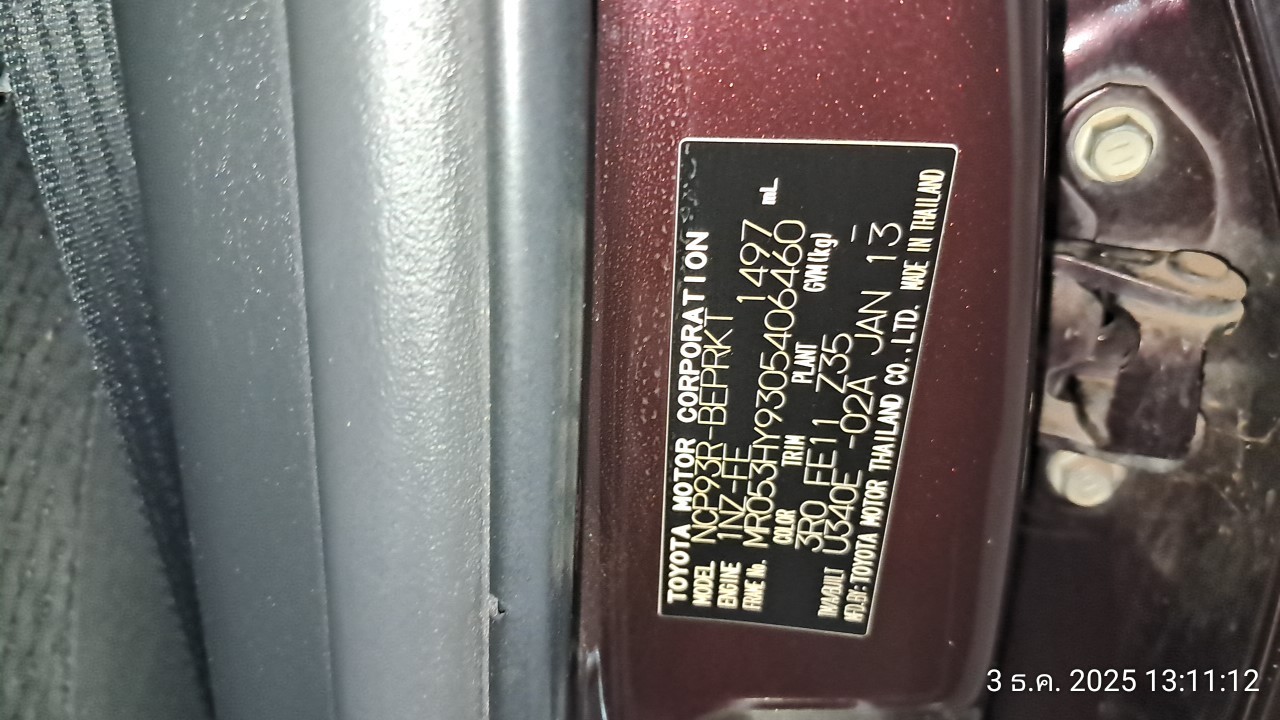 TOYOTA MOTOR CORPORATION
MODEL NCP93R-BEPRKT
ENGINE 1NZ-FE 1497 mL
FRAME No. MR053HY9305406460
COLOR TRIM PLANT GVM(kg)
3R0 FE11 Z35 -
TM/A/BUILT U340E -02A JAN 13
MFD.BY: TOYOTA MOTOR THAILAND CO.,LTD. MADE IN THAILAND
3 ธ.ค. 2025 13:11:12